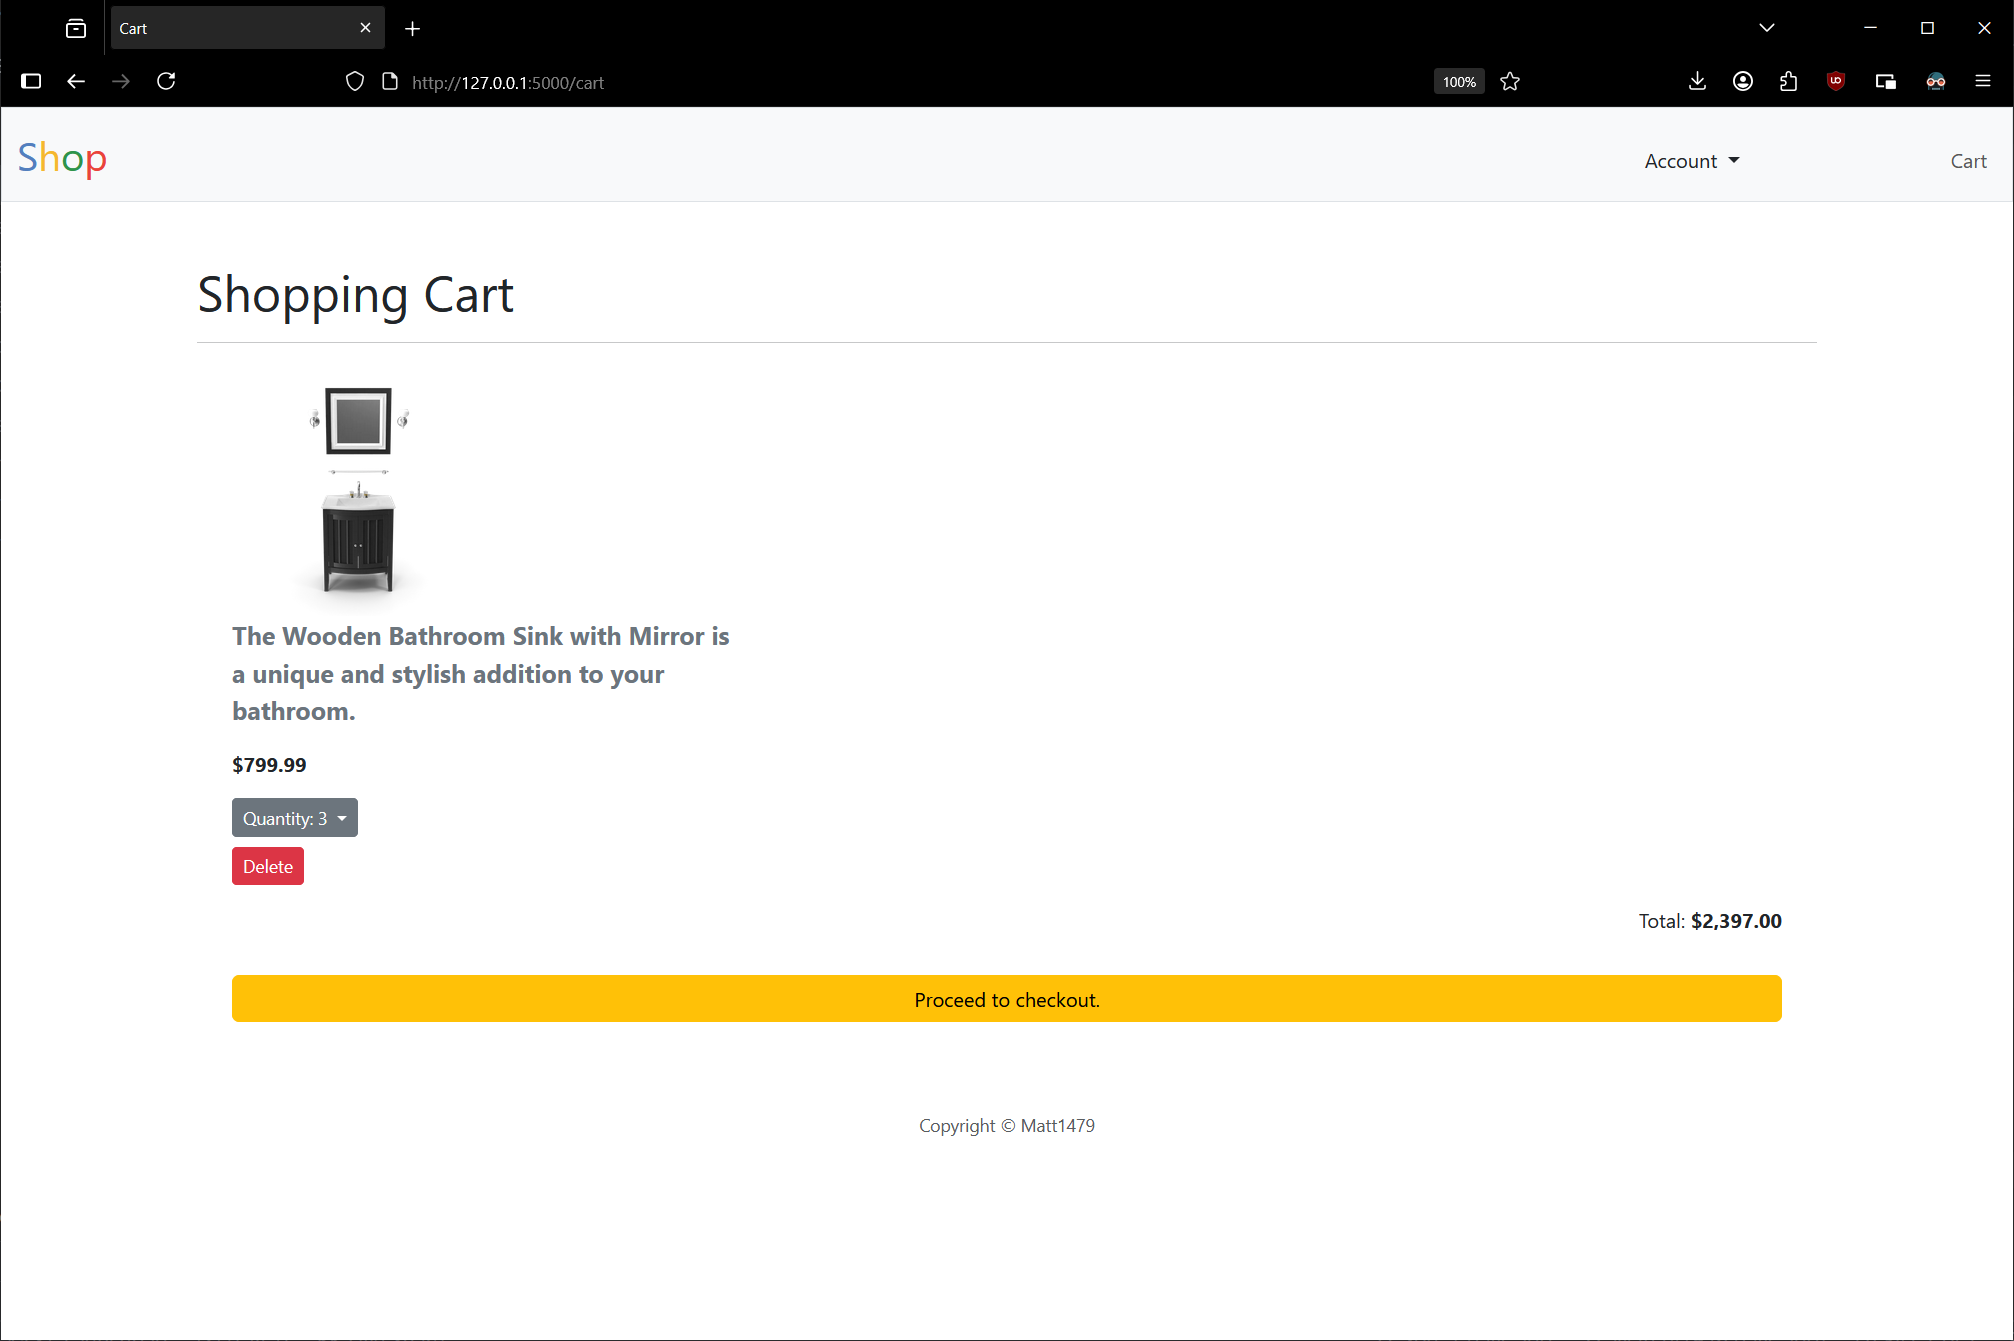 Cart
http://127.0.0.1:5000/cart
100%
Shop
Account
Cart
Shopping Cart
The Wooden Bathroom Sink with Mirror is
a unique and stylish addition to your
bathroom.
$799.99
Quantity: 3
Delete
Total: $2,397.00
Proceed to checkout.
Copyright © Matt1479